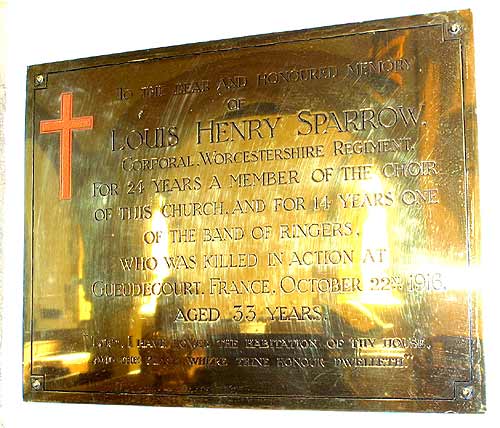 TO THE DEAR AND HONOURED MEMORY
OF
LOUIS HENRY SPARROW,
CORPORAL, WORCESTERSHIRE REGIMENT,
FOR 24 YEARS A MEMBER OF THE CHOIR
OF THIS CHURCH, AND FOR 14 YEARS ONE
OF THE BAND OF RINGERS,
WHO WAS KILLED IN ACTION AT
GUEUDECOURT, FRANCE, OCTOBER 22ND 1916,
AGED 33 YEARS.
"LORD, I HAVE LOVED THE HABITATION OF THY HOUSE,
AND THE PLACE WHERE THINE HONOUR DWELLETH."